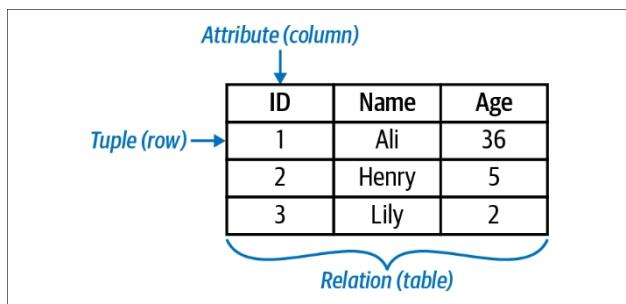 Attribute (column)
ID Name Age
Tuple (row) 1 Ali 36
2 Henry 5
3 Lily 2
Relation (table)